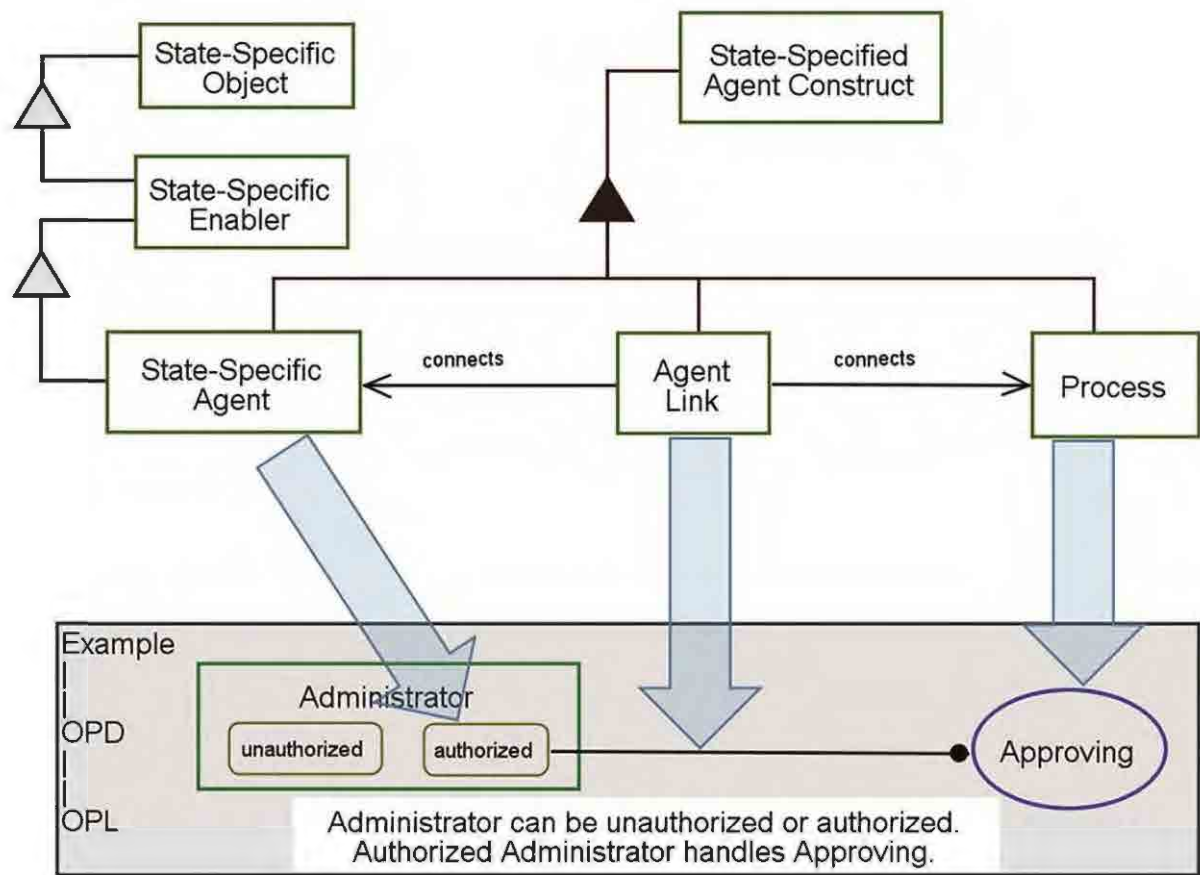 State-Specific
Object
State-Specified
Agent Construct
State-Specific
Enabler
State-Specific
Agent
connects
Agent
Link
connects
Process
Example
Administrator
OPD
unauthorized
authorized
Approving
OPL
Administrator can be unauthorized or authorized.
Authorized Administrator handles Approving.